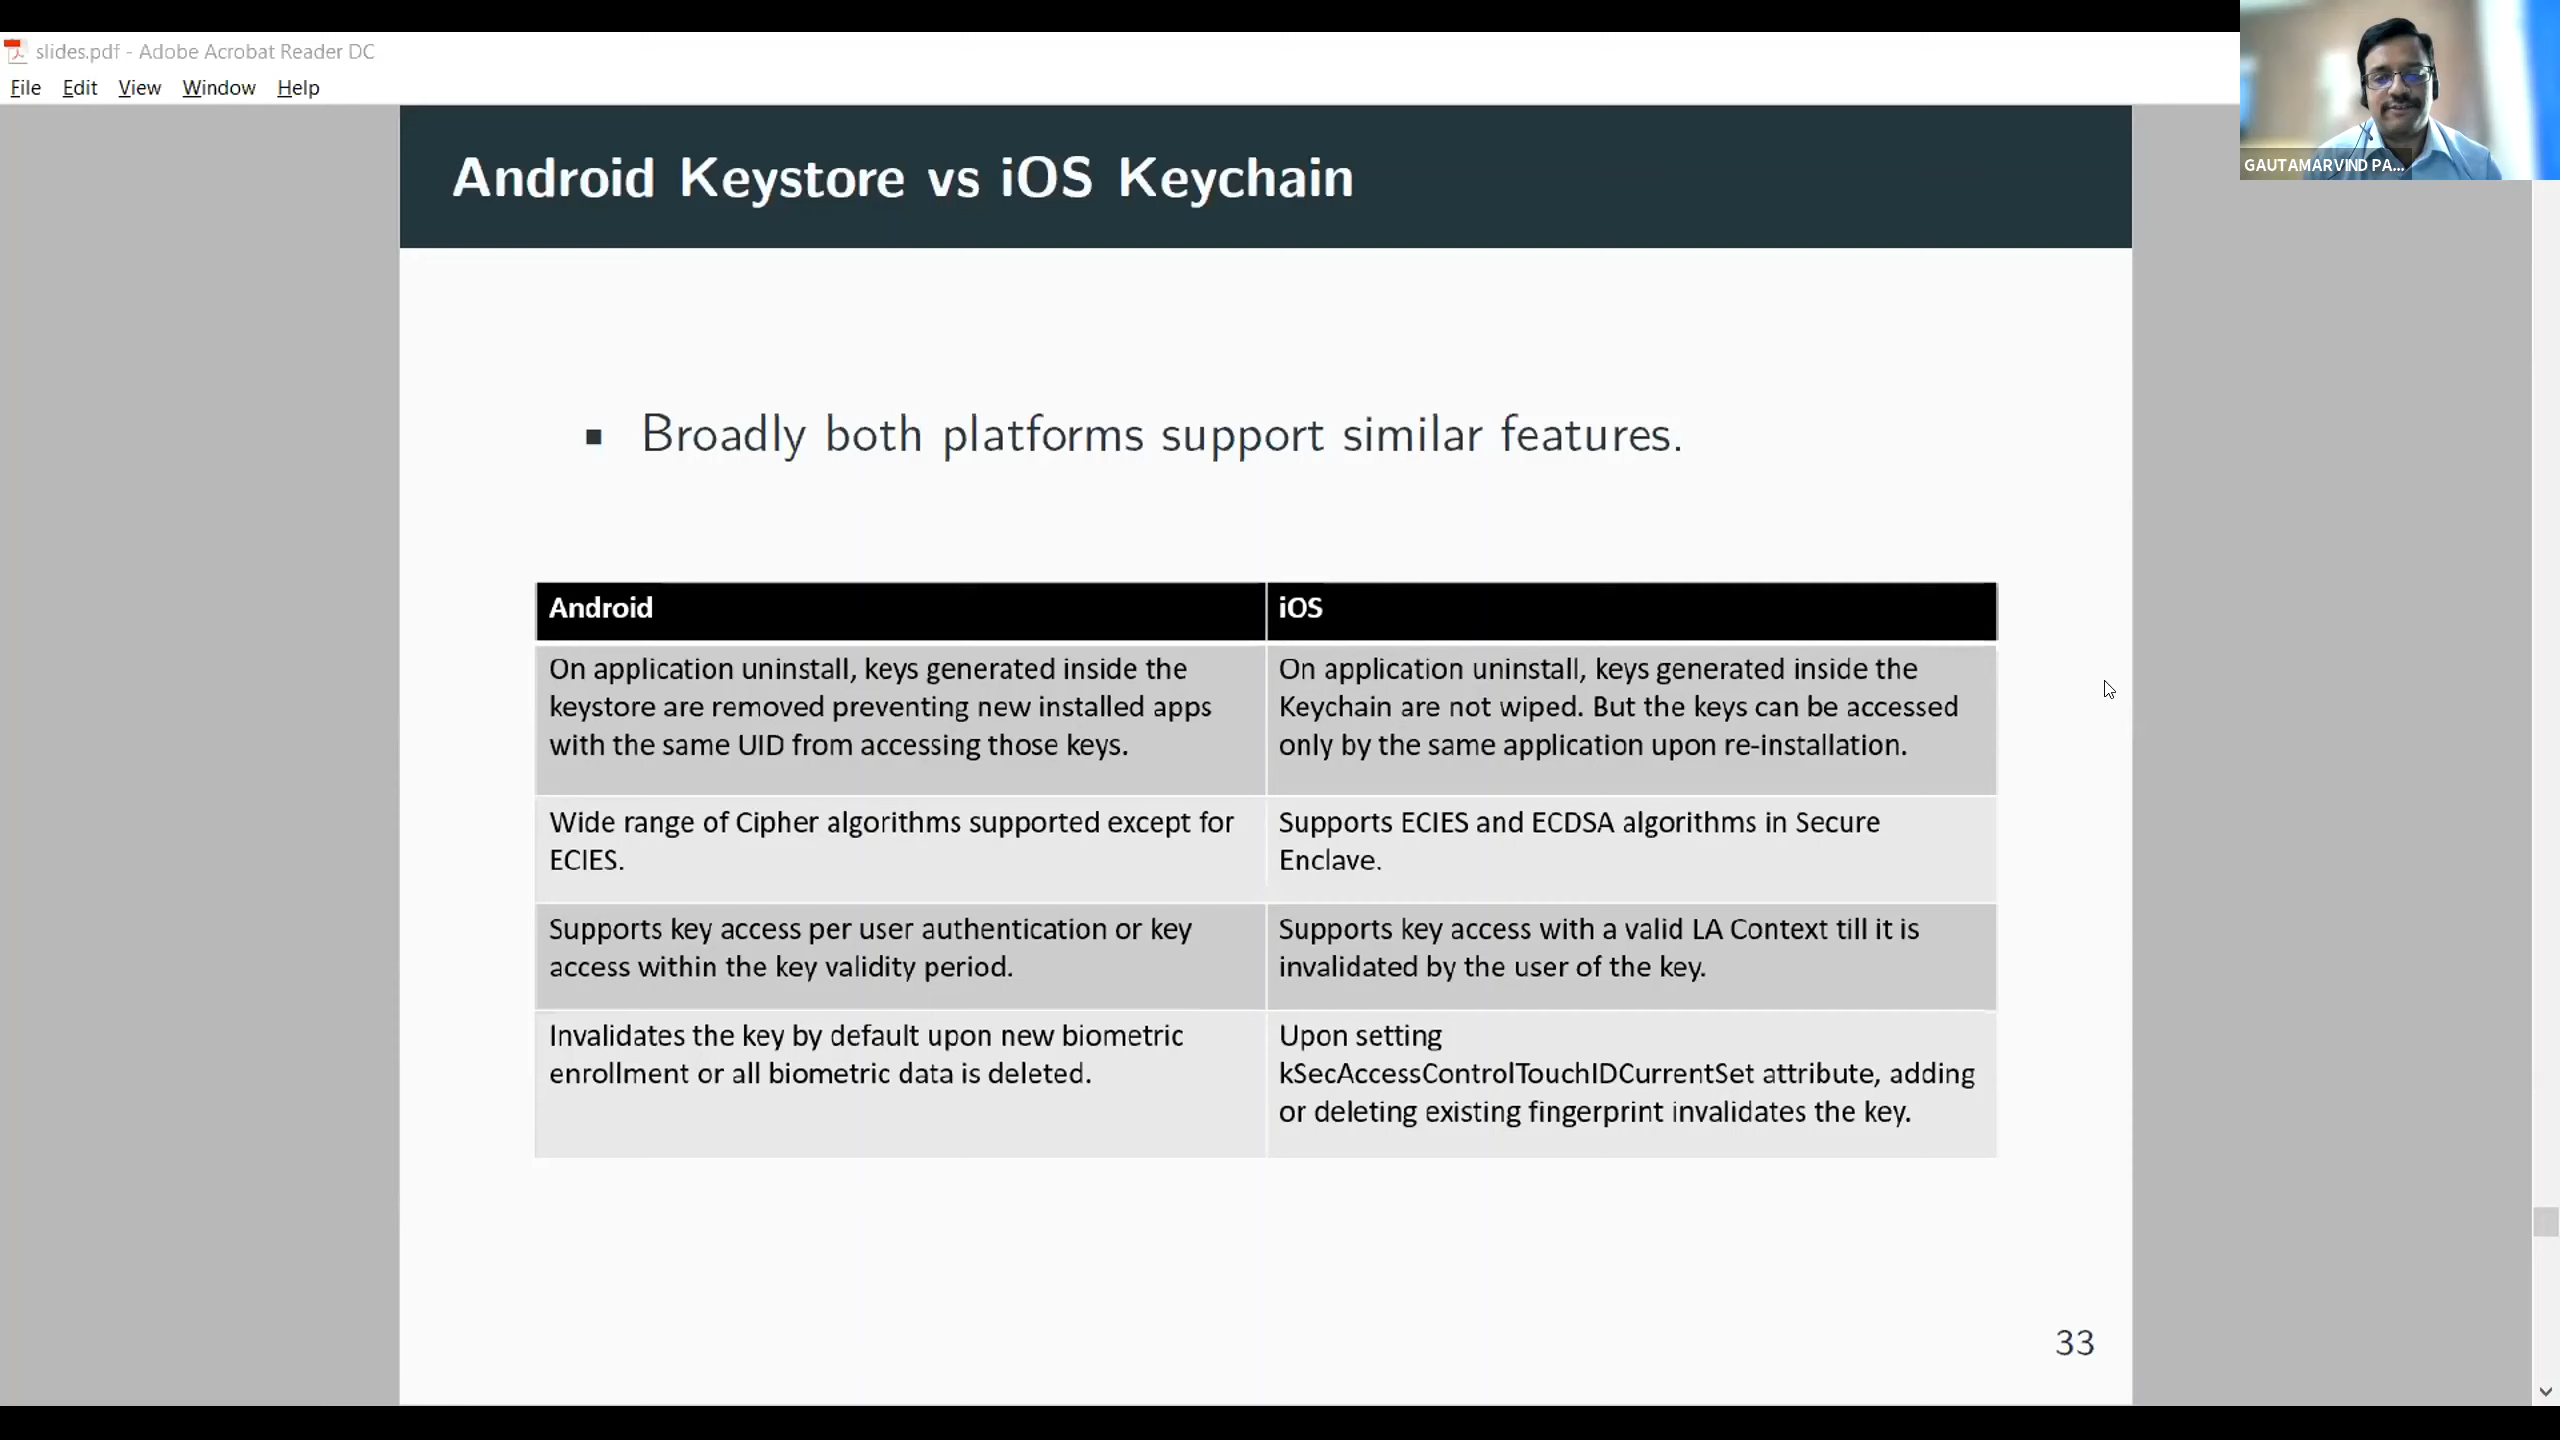 slides.pdf - Adobe Acrobat Reader DC
File Edit View Window Help
GAUTAMARVIND PA...
Android Keystore vs iOS Keychain
▪ Broadly both platforms support similar features.
Android
iOS
On application uninstall, keys generated inside the
keystore are removed preventing new installed apps
with the same UID from accessing those keys.
On application uninstall, keys generated inside the
Keychain are not wiped. But the keys can be accessed
only by the same application upon re-installation.
Wide range of Cipher algorithms supported except for
ECIES.
Supports ECIES and ECDSA algorithms in Secure
Enclave.
Supports key access per user authentication or key
access within the key validity period.
Supports key access with a valid LA Context till it is
invalidated by the user of the key.
Invalidates the key by default upon new biometric
enrollment or all biometric data is deleted.
Upon setting
kSecAccessControlTouchIDCurrentSet attribute, adding
or deleting existing fingerprint invalidates the key.
33